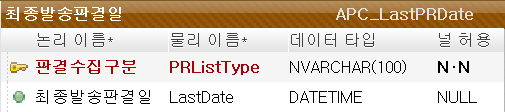 최종발송판결일 APC_LastPRDate
논리 이름* 물리 이름* 데이터 타입 널 허용
판결수집구분 PRListType NVARCHAR(100) N·N
최종발송판결일 LastDate DATETIME NULL